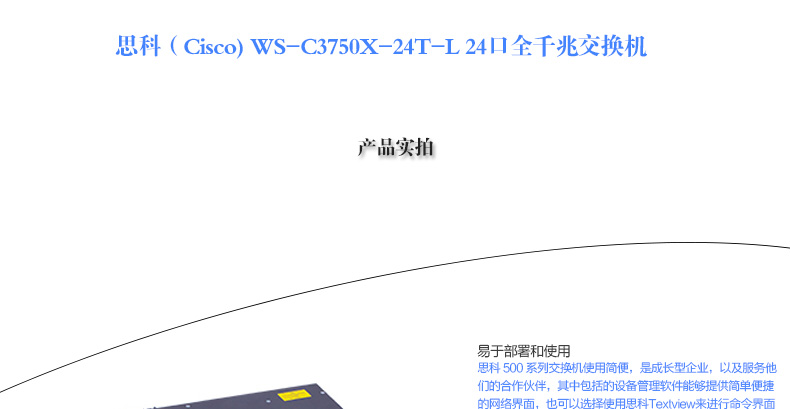 思科（Cisco) WS-C3750X-24T-L 24口全千兆交换机
产品实拍
易于部署和使用
思科 500 系列交换机使用简便，是成长型企业，以及服务他
们的合作伙伴，其中包括的设备管理软件能够提供简单便捷
的网络界面，也可以选择使用思科Textview来进行命令界面